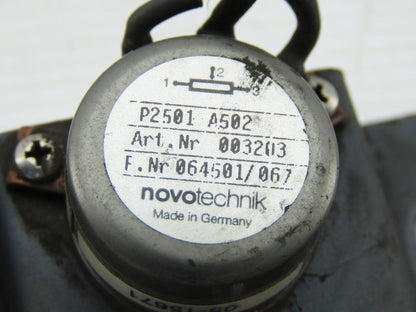 2
1 3
P2501 A502
Art.Nr 003203
F.Nr 064501/067
novotechnik
Made in Germany